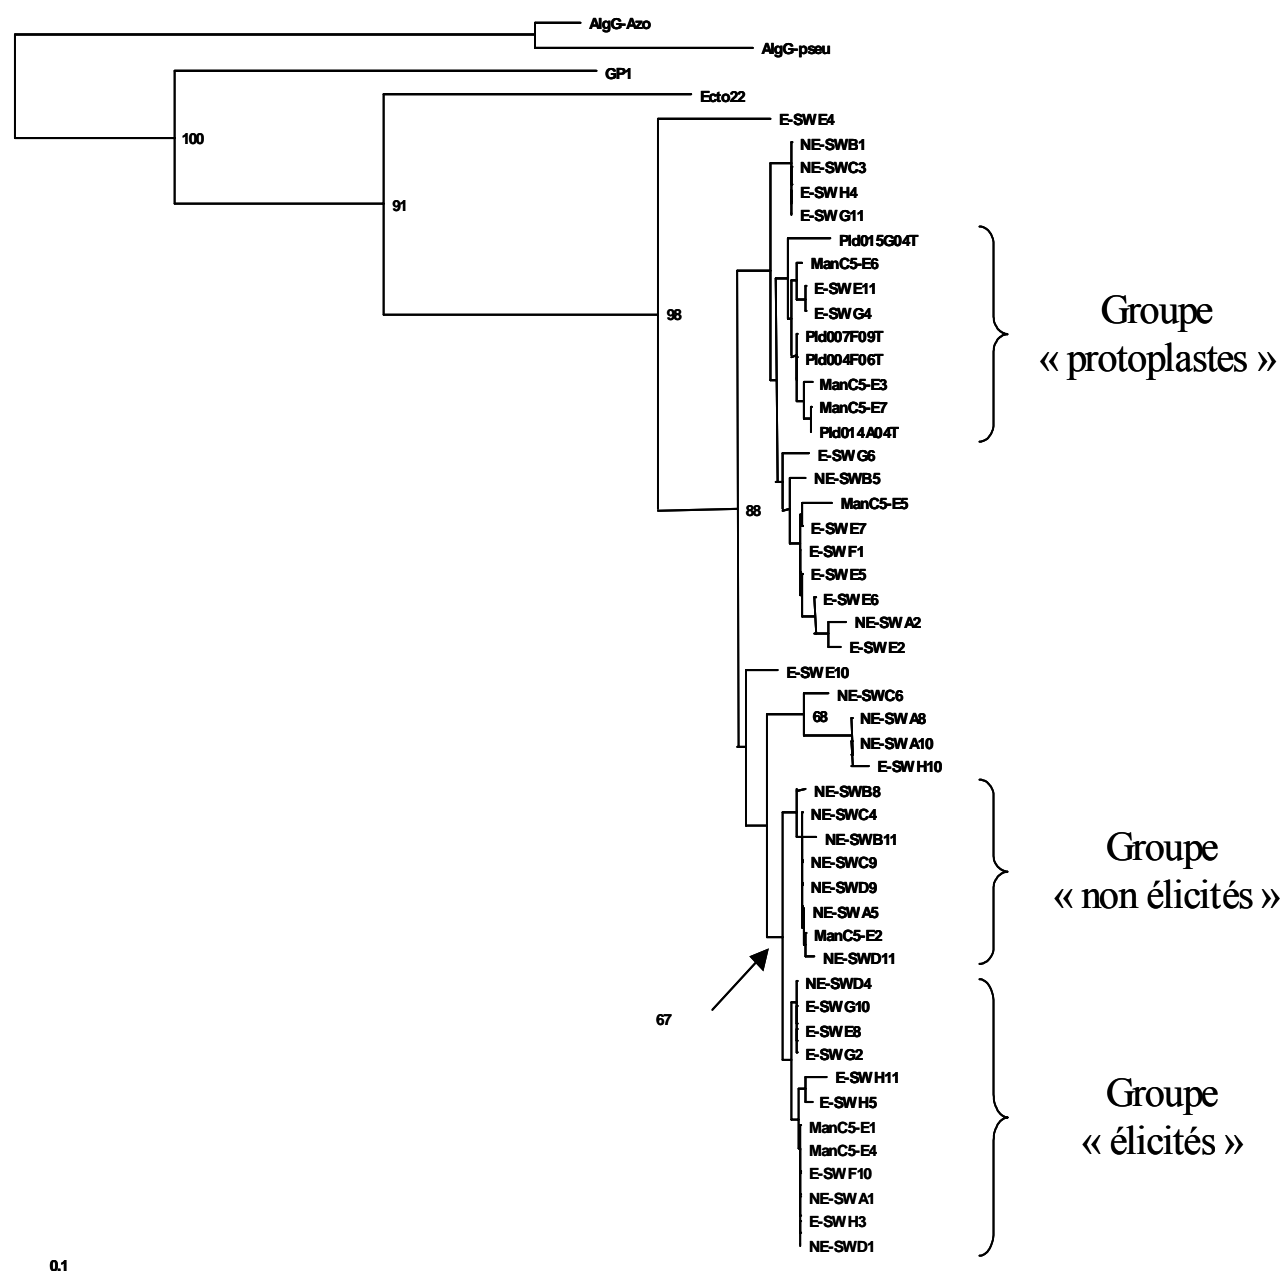 AlgG-Azo
AlgG-pseu
GP1
Ecto22
E-SWE4
100
NE-SWB1
NE-SWC3
E-SWH4
91
E-SWG11
Pld015G04T
ManC5-E6
E-SWE11
E-SWG4
98
Pld007F09T
Pld004F06T
ManC5-E3
ManC5-E7
Pld014A04T
Groupe
« protoplastes »
E-SWG6
NE-SWB5
ManC5-E5
88
E-SWE7
E-SWF1
E-SWE5
E-SWE6
NE-SWA2
E-SWE2
E-SWE10
NE-SWC6
68
NE-SWA8
NE-SWA10
E-SWH10
NE-SWB8
NE-SWC4
NE-SWB11
NE-SWC9
NE-SWD9
NE-SWA5
ManC5-E2
NE-SWD11
Groupe
« non élicités »
67
NE-SWD4
E-SWG10
E-SWE8
E-SWG2
E-SWH11
E-SWH5
ManC5-E1
ManC5-E4
E-SWF10
NE-SWA1
E-SWH3
NE-SWD1
Groupe
« élicités »
0.1